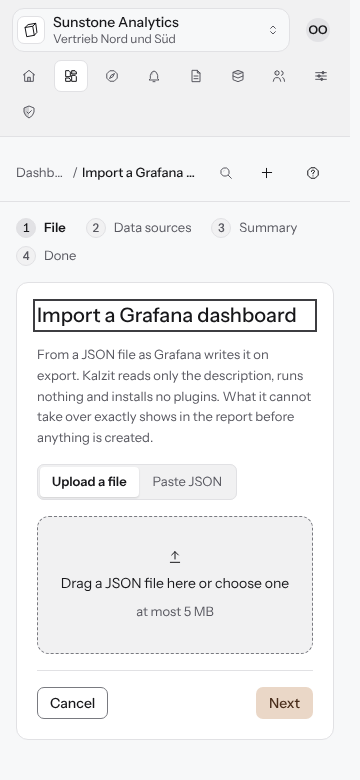 Sunstone Analytics
Vertrieb Nord und Süd
OO
Dashb... / Import a Grafana ...
1 File 2 Data sources 3 Summary
4 Done
Import a Grafana dashboard
From a JSON file as Grafana writes it on
export. Kalzit reads only the description, runs
nothing and installs no plugins. What it cannot
take over exactly shows in the report before
anything is created.
Upload a file Paste JSON
Drag a JSON file here or choose one
at most 5 MB
Cancel Next